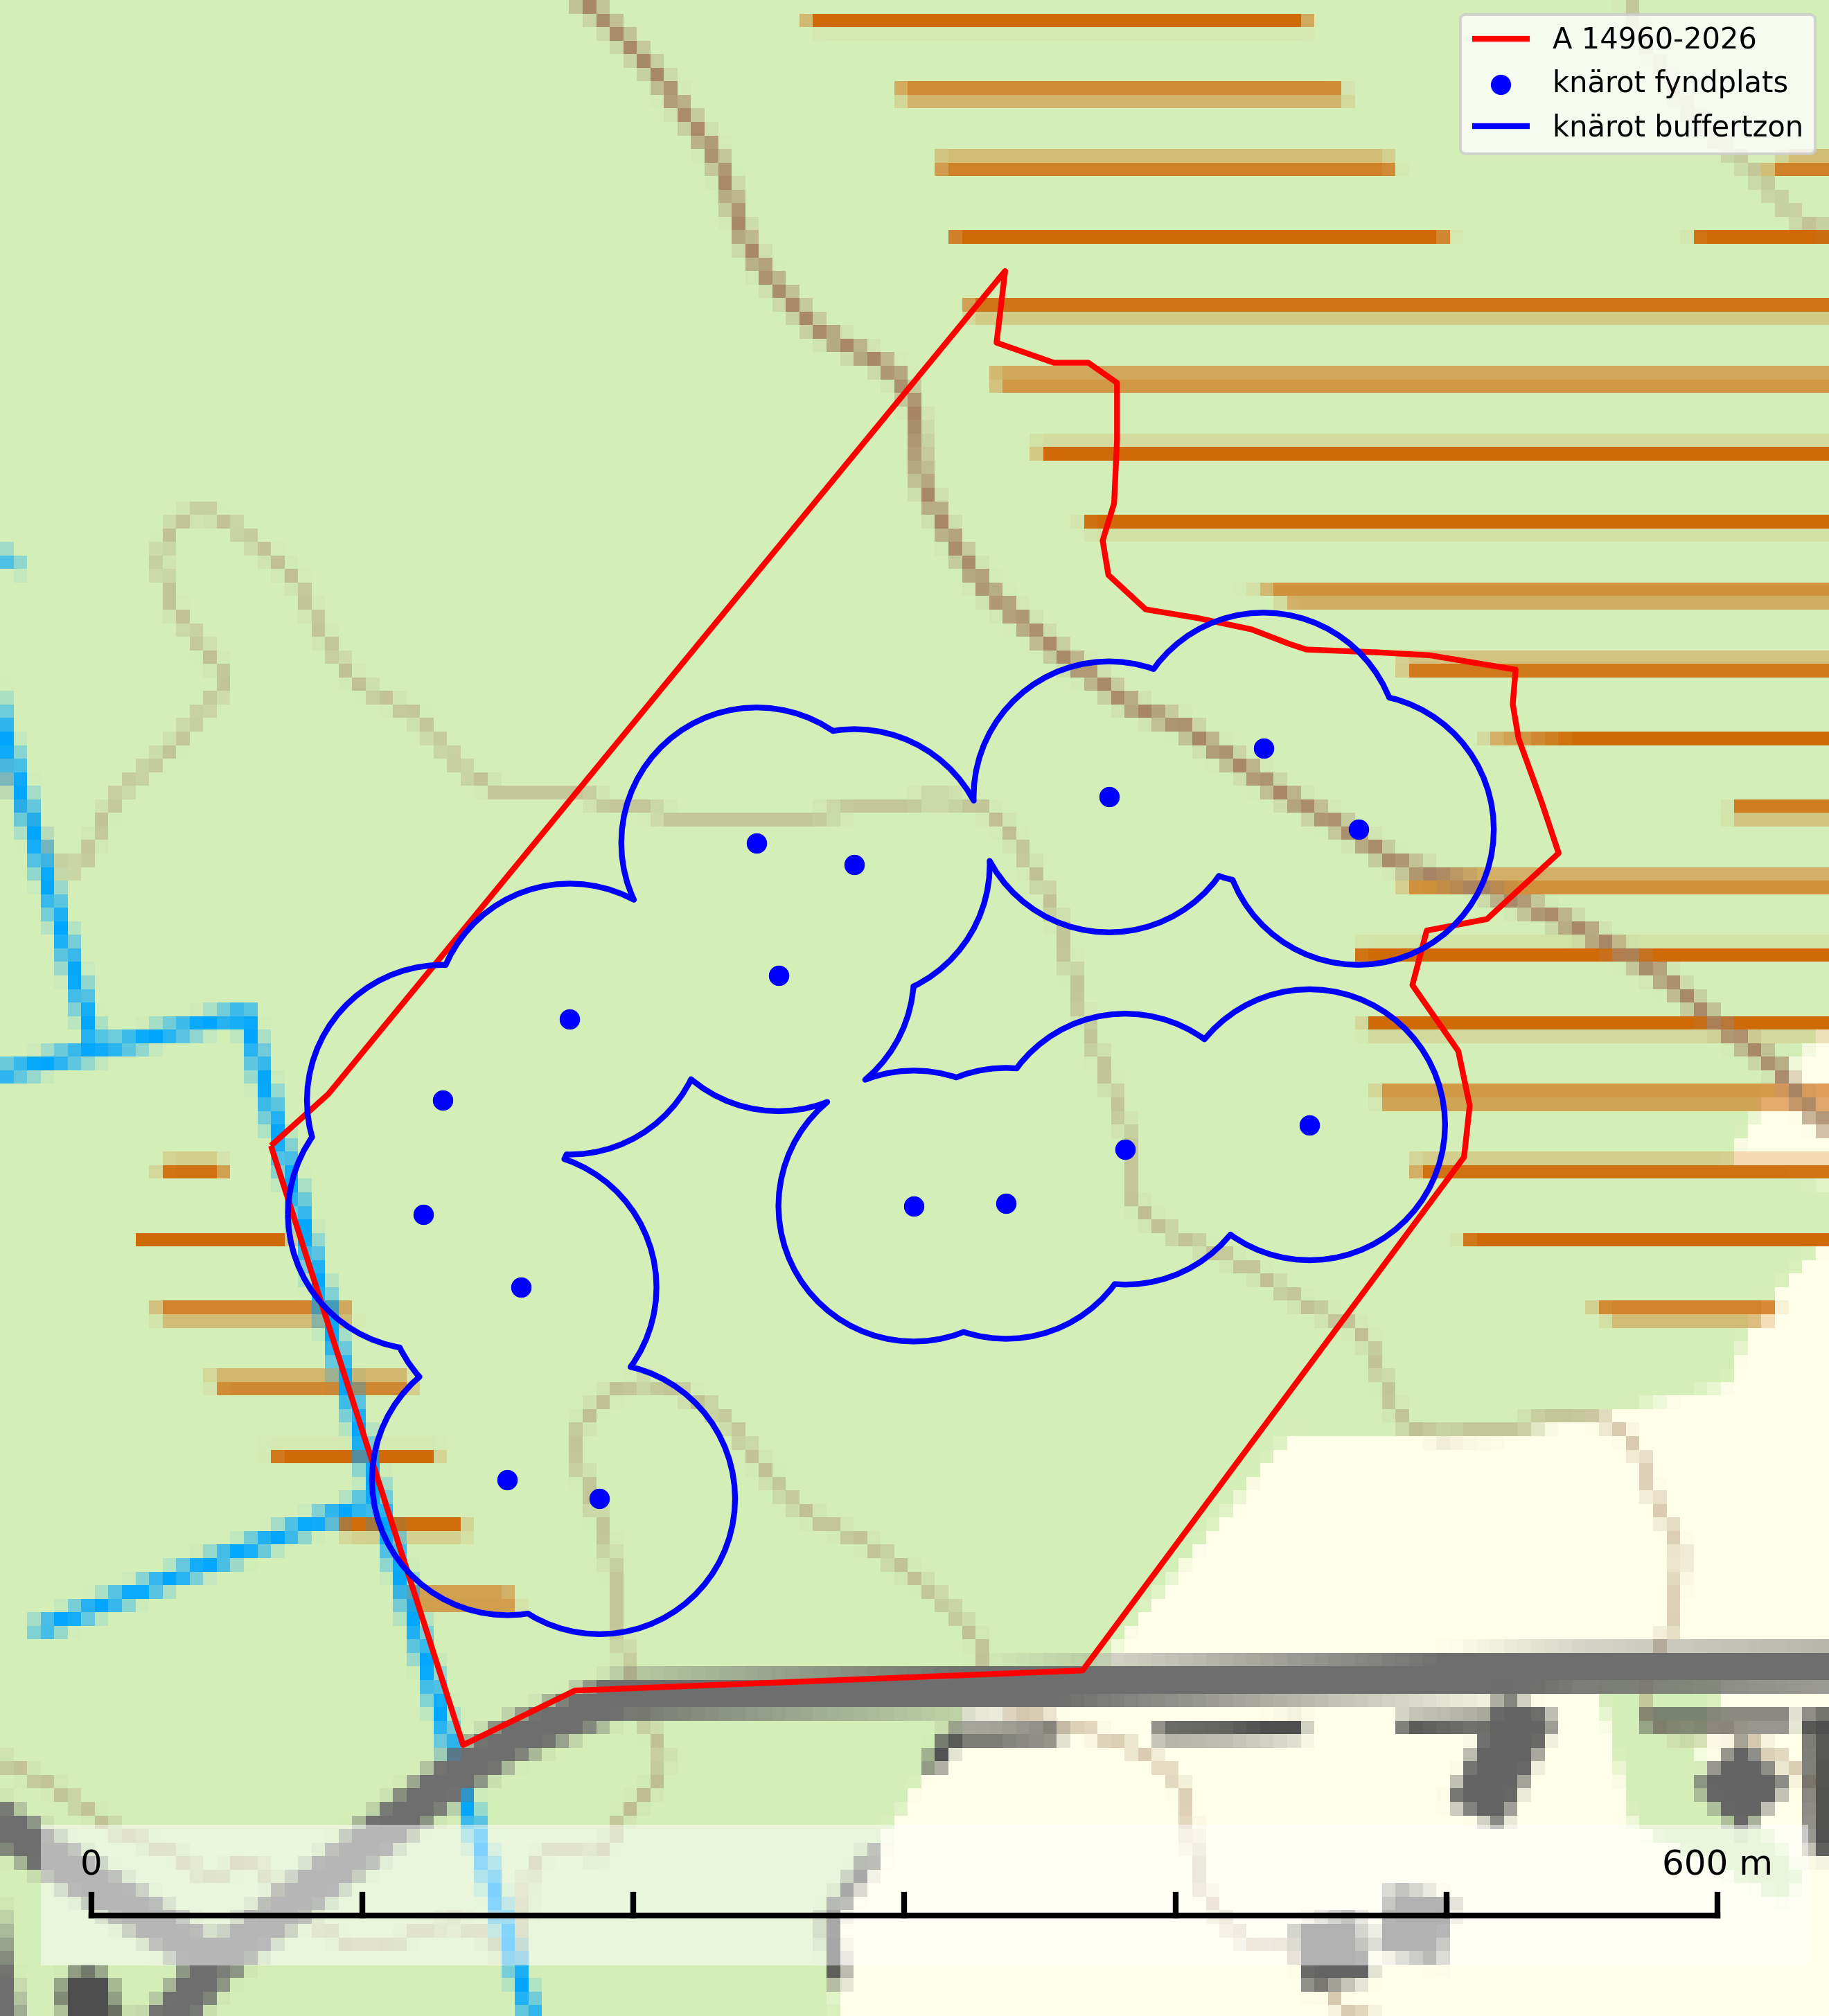 A 14960-2026
knärot fyndplats
knärot buffertzon
0
600 m